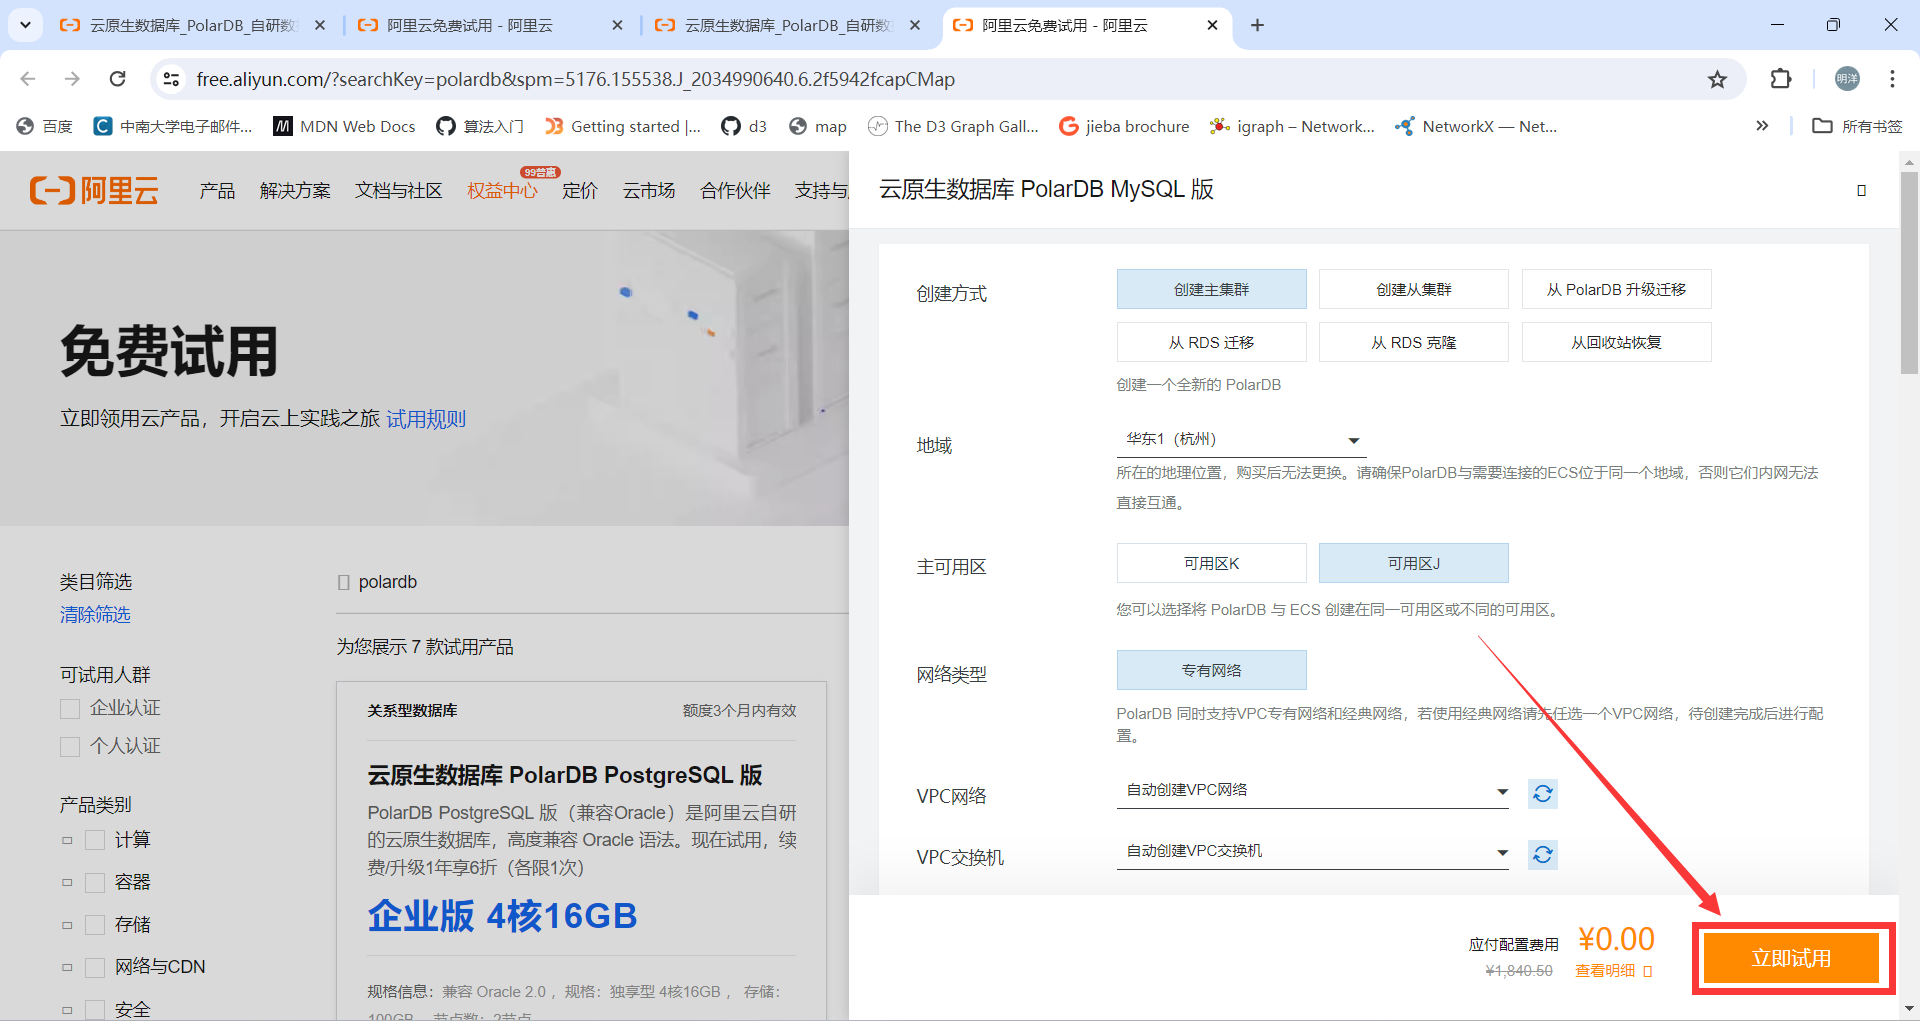 云原生数据库_PolarDB_自研数
阿里云免费试用 - 阿里云
云原生数据库_PolarDB_自研数
阿里云免费试用 - 阿里云
free.aliyun.com/?searchKey=polardb&spm=5176.155538.J_2034990640.6.2f5942fcapCMap
明洋
百度
中南大学电子邮件...
MDN Web Docs
算法入门
Getting started |...
d3
map
The D3 Graph Gall...
jieba brochure
igraph – Network...
NetworkX — Net...
所有书签
阿里云
产品
解决方案
文档与社区
权益中心
定价
云市场
合作伙伴
支持与
免费试用
立即领用云产品，开启云上实践之旅 试用规则
类目筛选
清除筛选
可试用人群
企业认证
个人认证
产品类别
计算
容器
存储
网络与CDN
安全
polardb
为您展示 7 款试用产品
关系型数据库
额度3个月内有效
云原生数据库 PolarDB PostgreSQL 版
PolarDB PostgreSQL 版（兼容Oracle）是阿里云自研
的云原生数据库，高度兼容 Oracle 语法。现在试用，续
费/升级1年享6折（各限1次）
企业版 4核16GB
规格信息：兼容 Oracle 2.0 ，规格：独享型 4核16GB ，存储：
100GB ，节点数：2节点
云原生数据库 PolarDB MySQL 版
创建方式
创建主集群
创建从集群
从 PolarDB 升级迁移
从 RDS 迁移
从 RDS 克隆
从回收站恢复
创建一个全新的 PolarDB
地域
华东1（杭州）
所在的地理位置，购买后无法更换。请确保PolarDB与需要连接的ECS位于同一个地域，否则它们内网无法
直接互通。
主可用区
可用区K
可用区J
您可以选择将 PolarDB 与 ECS 创建在同一可用区或不同的可用区。
网络类型
专有网络
PolarDB 同时支持VPC专有网络和经典网络，若使用经典网络请先任选一个VPC网络，待创建完成后进行配
置。
VPC网络
自动创建VPC网络
VPC交换机
自动创建VPC交换机
应付配置费用
¥0.00
¥1,840.50
查看明细
立即试用